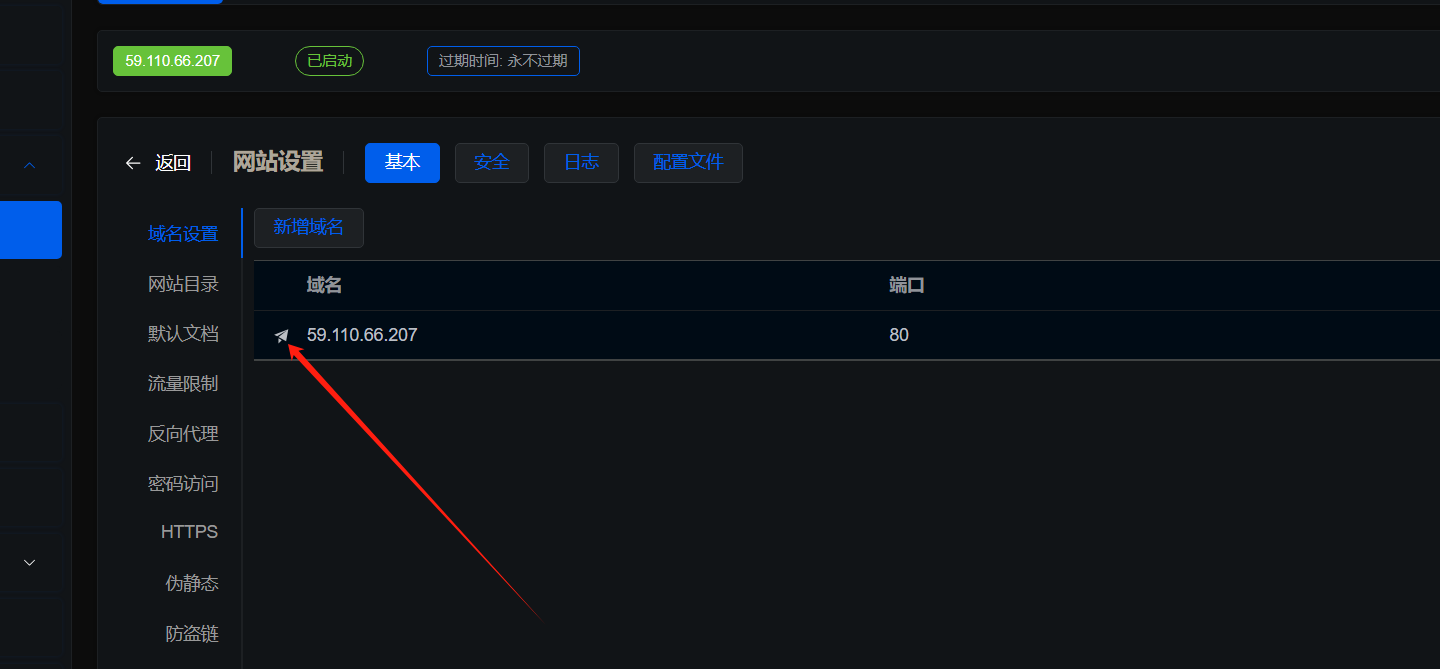 59.110.66.207 已启动 过期时间: 永不过期
返回 网站设置 基本 安全 日志 配置文件
域名设置 新增域名
域名 端口
网站目录
59.110.66.207 80
默认文档
流量限制
反向代理
密码访问
HTTPS
伪静态
防盗链